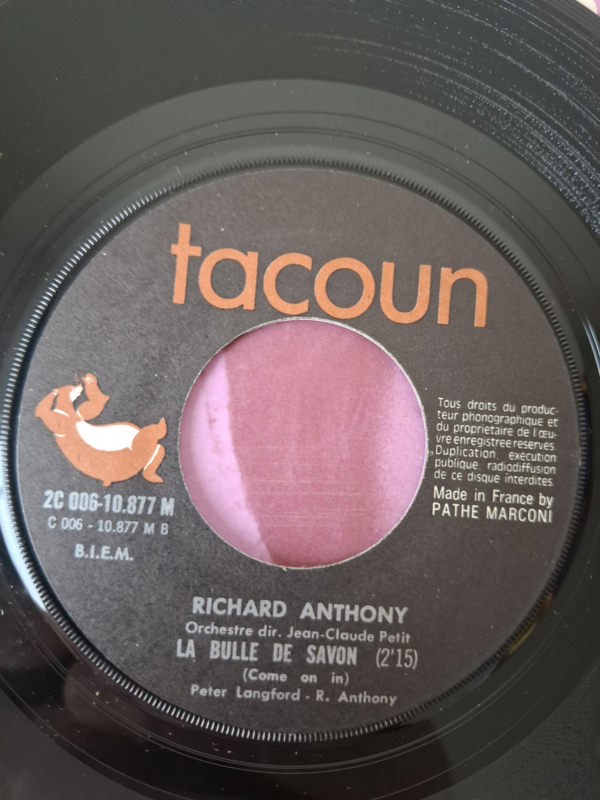 tacoun
Tous droits du produc-
teur phonographique et
du proprietaire de l'œu-
vre enregistree reserves.
Duplication, execution
publique, radiodiffusion
de ce disque interdites.
Made in France by
PATHE MARCONI
2C 006-10.877 M
C 006 - 10.877 M B
B.I.E.M.
RICHARD ANTHONY
Orchestre dir. Jean-Claude Petit
LA BULLE DE SAVON (2'15)
(Come on in)
Peter Langford - R. Anthony